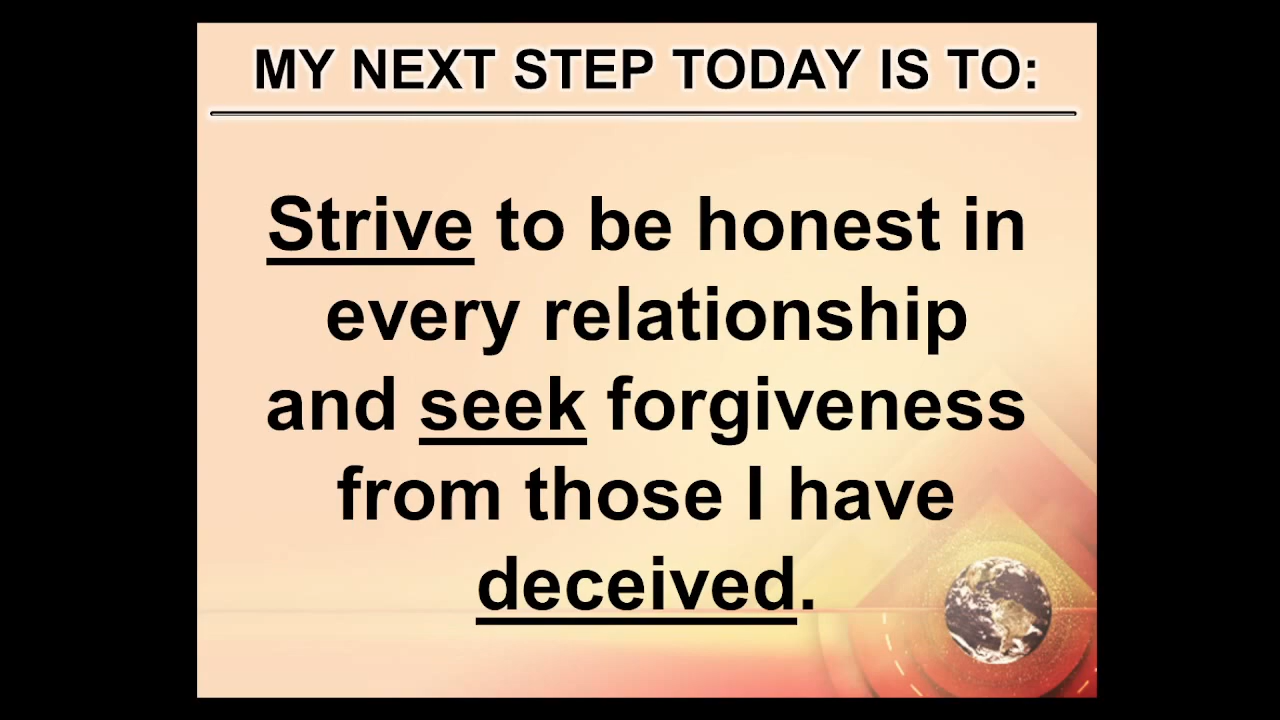 MY NEXT STEP TODAY IS TO:
Strive to be honest in
every relationship
and seek forgiveness
from those I have
deceived.